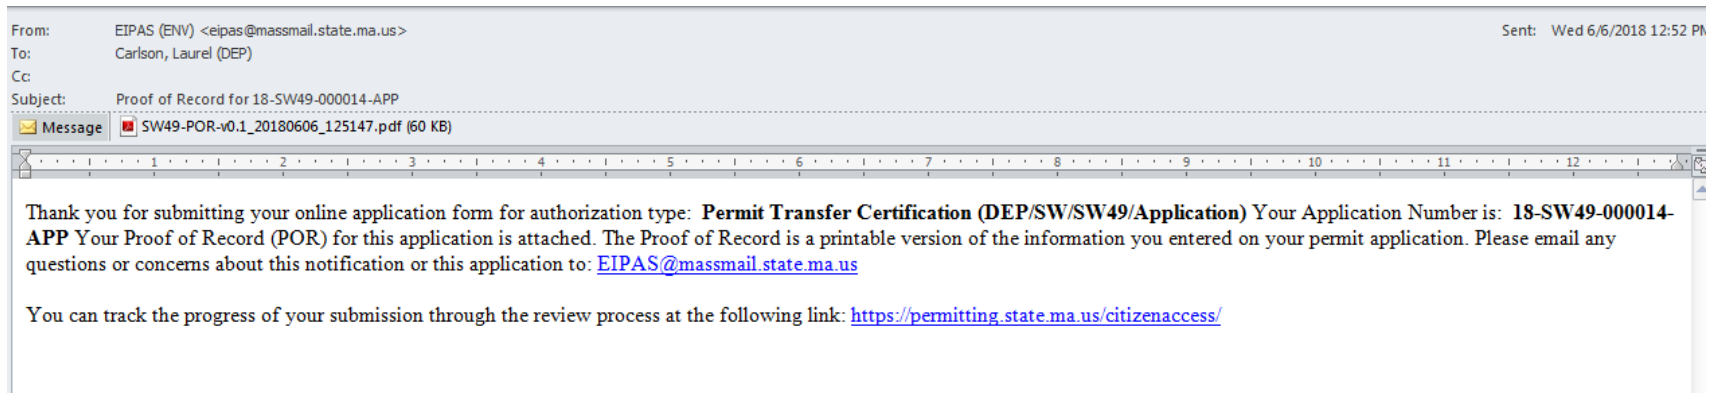 From: EIPAS (ENV) <eipas@massmail.state.ma.us> Sent: Wed 6/6/2018 12:52 PM
To: Carlson, Laurel (DEP)
Cc:
Subject: Proof of Record for 18-SW49-000014-APP
Message SW49-POR-v0.1_20180606_125147.pdf (60 KB)
1 2 3 4 5 6 7 8 9 10 11 12
Thank you for submitting your online application form for authorization type: Permit Transfer Certification (DEP/SW/SW49/Application) Your Application Number is: 18-SW49-000014-
APP Your Proof of Record (POR) for this application is attached. The Proof of Record is a printable version of the information you entered on your permit application. Please email any
questions or concerns about this notification or this application to: EIPAS@massmail.state.ma.us
You can track the progress of your submission through the review process at the following link: https://permitting.state.ma.us/citizenaccess/